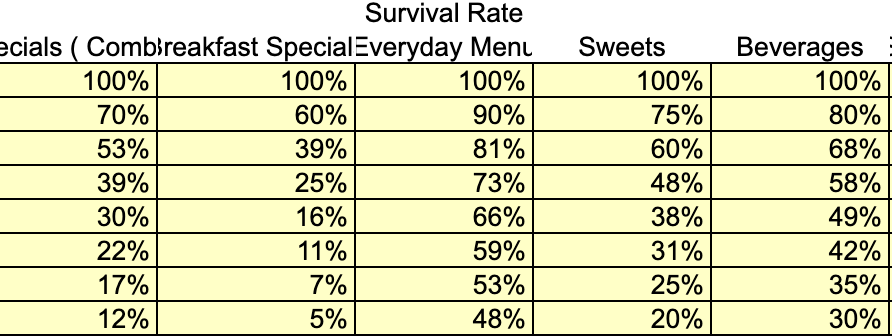 Survival Rate
ecials ( Comb reakfast Special Everyday Menu Sweets Beverages
100% 100% 100% 100% 100%
70% 60% 90% 75% 80%
53% 39% 81% 60% 68%
39% 25% 73% 48% 58%
30% 16% 66% 38% 49%
22% 11% 59% 31% 42%
17% 7% 53% 25% 35%
12% 5% 48% 20% 30%